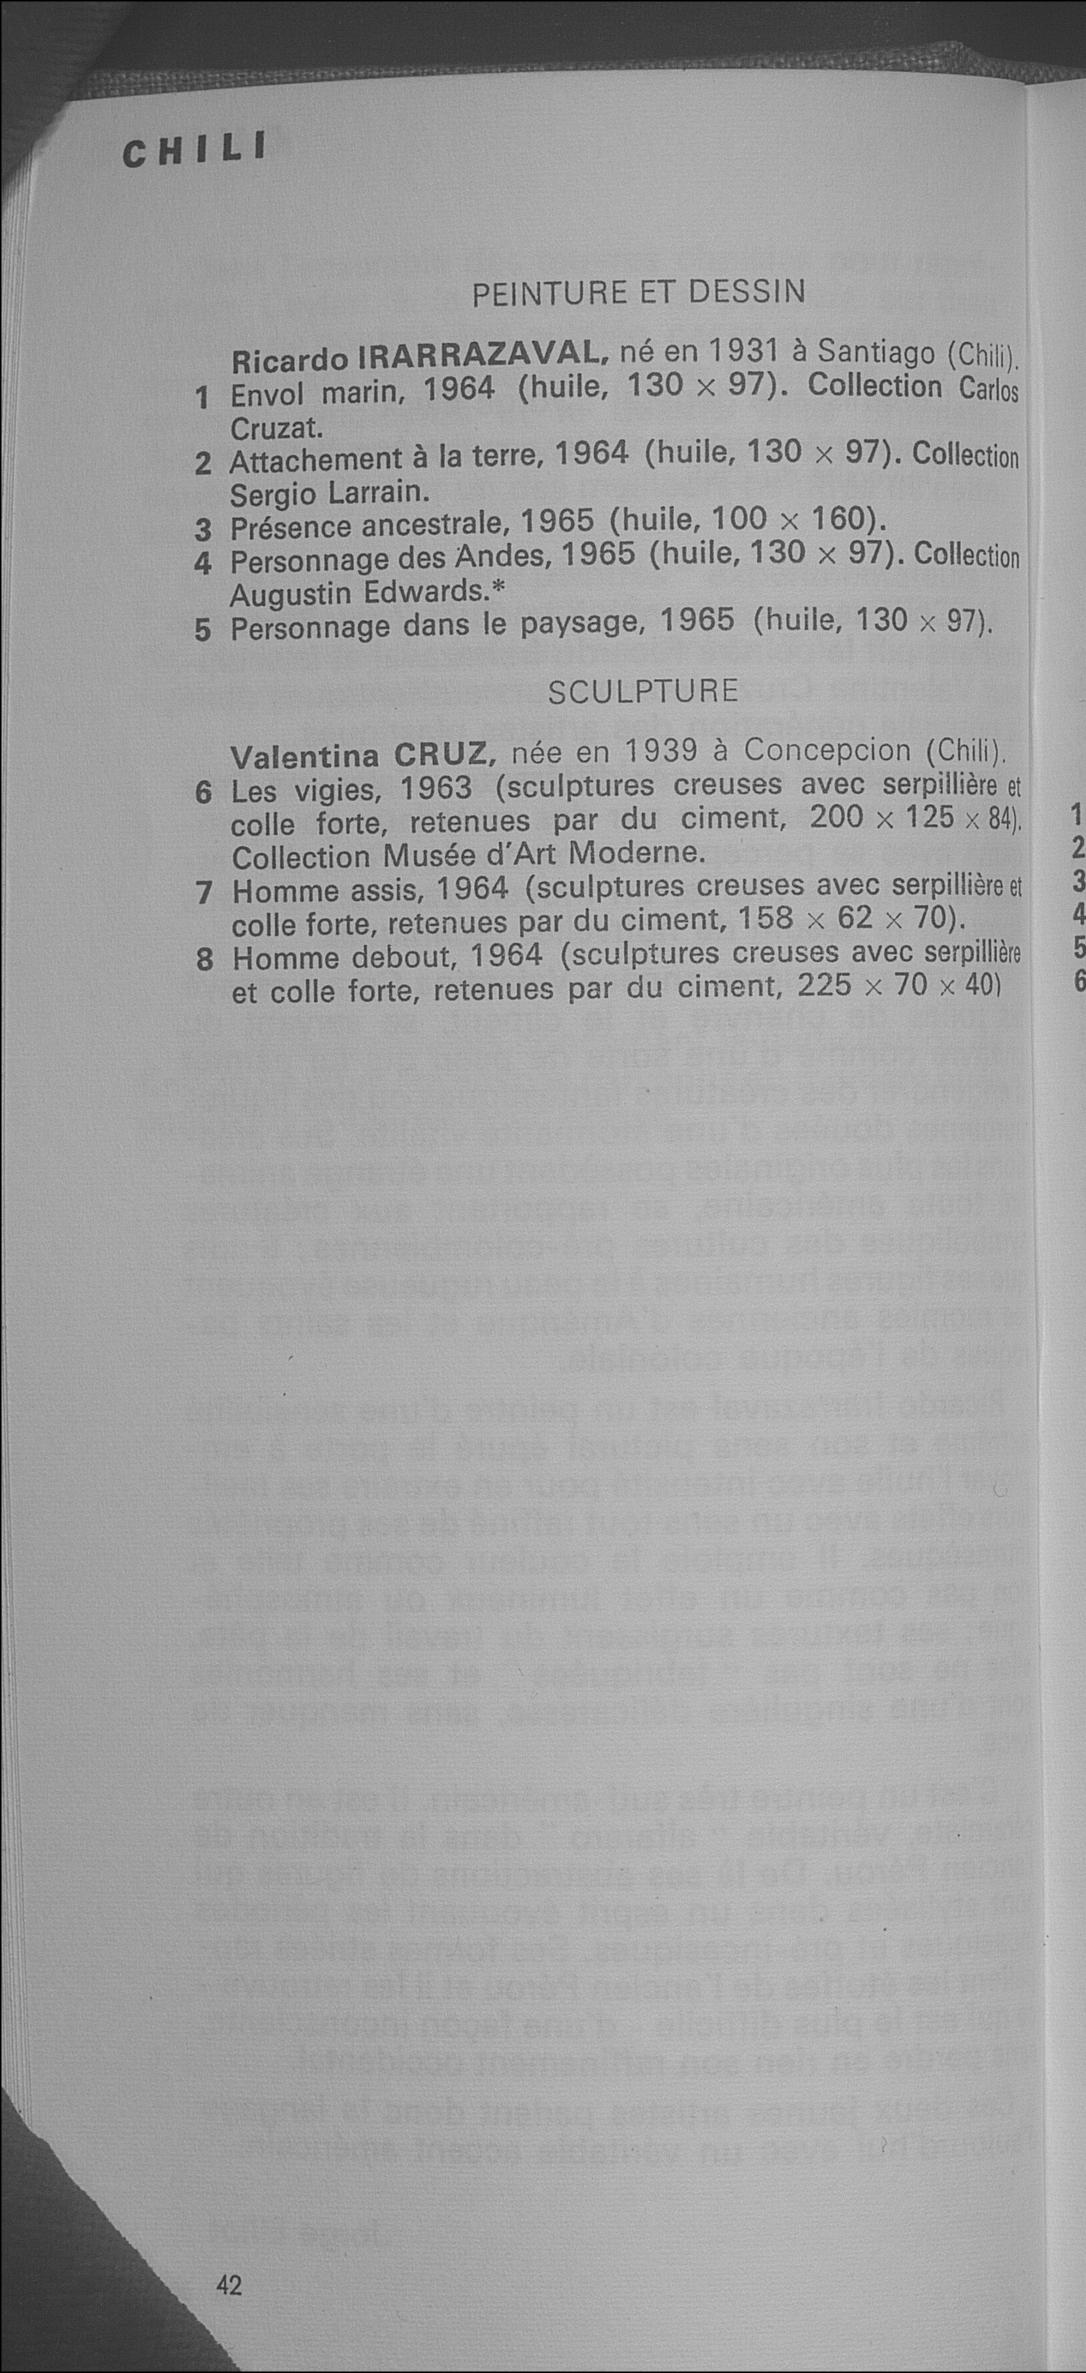 CHILI
PEINTURE ET DESSIN
Ricardo IRARRAZAVAL, né en 1931 à Santiago (Chili).
1 Envol marin, 1964 (huile, 130 × 97). Collection Carlos
Cruzat.
2 Attachement à la terre, 1964 (huile, 130 × 97). Collection
Sergio Larrain.
3 Présence ancestrale, 1965 (huile, 100 × 160).
4 Personnage des Andes, 1965 (huile, 130 × 97). Collection
Augustin Edwards.*
5 Personnage dans le paysage, 1965 (huile, 130 × 97).
SCULPTURE
Valentina CRUZ, née en 1939 à Concepcion (Chili).
6 Les vigies, 1963 (sculptures creuses avec serpillière et
colle forte, retenues par du ciment, 200 × 125 × 84).
Collection Musée d'Art Moderne.
7 Homme assis, 1964 (sculptures creuses avec serpillière et
colle forte, retenues par du ciment, 158 × 62 × 70).
8 Homme debout, 1964 (sculptures creuses avec serpillière
et colle forte, retenues par du ciment, 225 × 70 × 40)
42
1
2
3
4
5
6